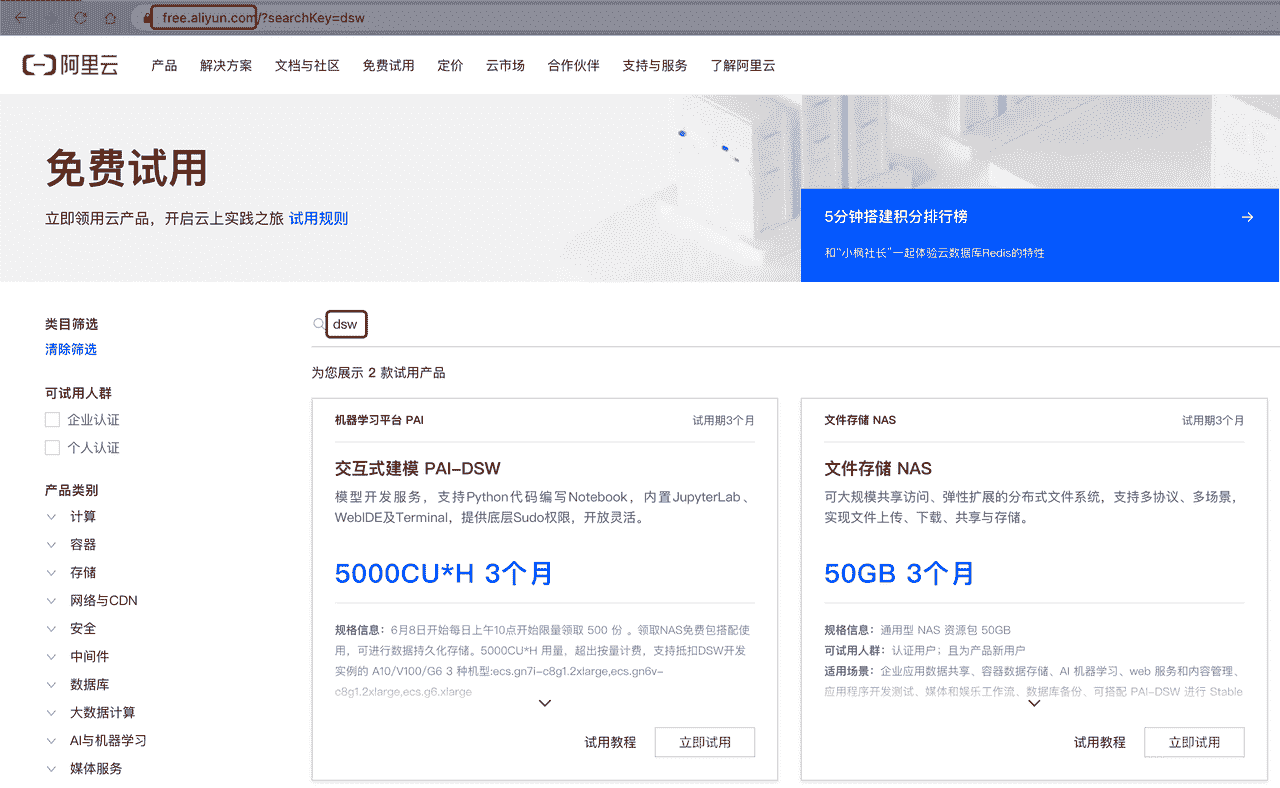 free.aliyun.com/?searchKey=dsw
阿里云 产品 解决方案 文档与社区 免费试用 定价 云市场 合作伙伴 支持与服务 了解阿里云
免费试用
立即领用云产品，开启云上实践之旅 试用规则
5分钟搭建积分排行榜 →
和“小枫社长”一起体验云数据库Redis的特性
类目筛选
清除筛选
可试用人群
企业认证
个人认证
产品类别
计算
容器
存储
网络与CDN
安全
中间件
数据库
大数据计算
AI与机器学习
媒体服务
dsw
为您展示 2 款试用产品
机器学习平台 PAI 试用期3个月
交互式建模 PAI-DSW
模型开发服务，支持Python代码编写Notebook，内置JupyterLab、
WebIDE及Terminal，提供底层Sudo权限，开放灵活。
5000CU*H 3个月
规格信息：6月8日开始每日上午10点开始限量领取 500 份 。领取NAS免费包搭配使
用，可进行数据持久化存储。5000CU*H 用量，超出按量计费，支持抵扣DSW开发
实例的 A10/V100/G6 3 种机型:ecs.gn7i-c8g1.2xlarge,ecs.gn6v-
c8g1.2xlarge,ecs.g6.xlarge
试用教程 立即试用
文件存储 NAS 试用期3个月
文件存储 NAS
可大规模共享访问、弹性扩展的分布式文件系统，支持多协议、多场景，
实现文件上传、下载、共享与存储。
50GB 3个月
规格信息：通用型 NAS 资源包 50GB
可试用人群：认证用户；且为产品新用户
适用场景：企业应用数据共享、容器数据存储、AI 机器学习、web 服务和内容管理、
应用程序开发测试、媒体和娱乐工作流、数据库备份、可搭配 PAI-DSW 进行 Stable
试用教程 立即试用